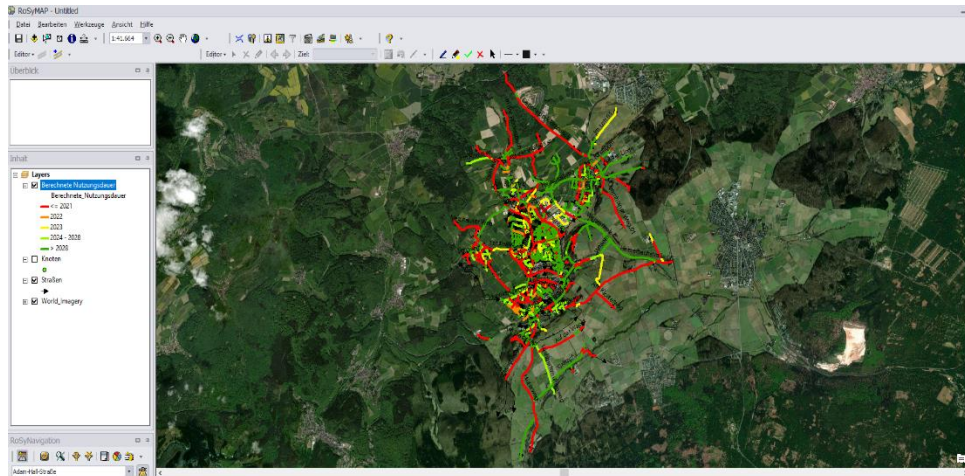 RoSyMAP - Untitled
Datei Bearbeiten Werkzeuge Ansicht Hilfe
1:41.664
Editor Editor Ziel:
Überblick
Inhalt
Layers
Berechnete Nutzungsdauer
Berechnete_Nutzungsdauer
<= 2021
2022
2023
2024 - 2028
> 2028
Knoten
Straßen
World_Imagery
RoSyNavigation
Adam-Hall-Straße